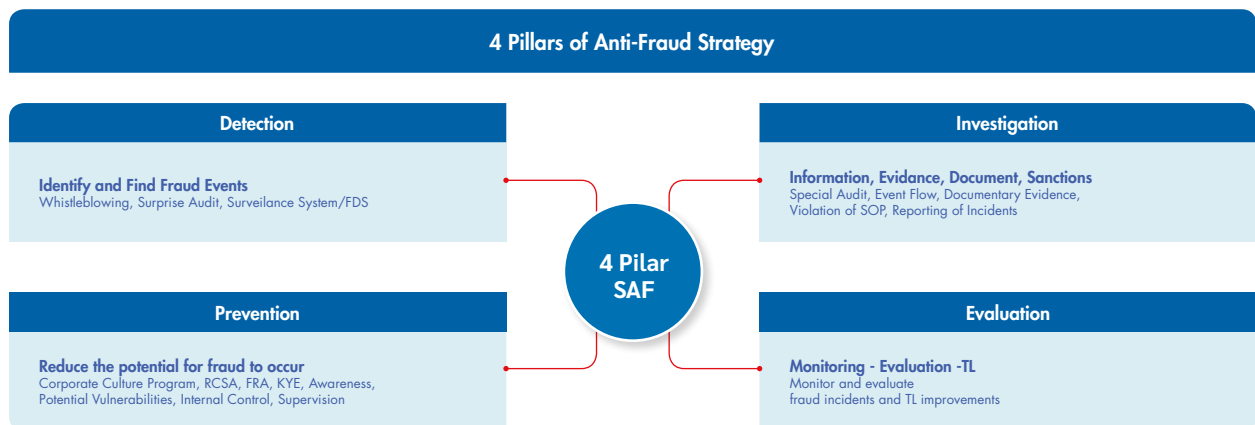 4 Pillars of Anti-Fraud Strategy
Detection
Identify and Find Fraud Events
Whistleblowing, Surprise Audit, Surveilance System/FDS
Investigation
Information, Evidence, Document, Sanctions
Special Audit, Event Flow, Documentary Evidence,
Violation of SOP, Reporting of Incidents
4 Pilar
SAF
Prevention
Reduce the potential for fraud to occur
Corporate Culture Program, RCSA, FRA, KYE, Awareness,
Potential Vulnerabilities, Internal Control, Supervision
Evaluation
Monitoring - Evaluation -TL
Monitor and evaluate
fraud incidents and TL improvements